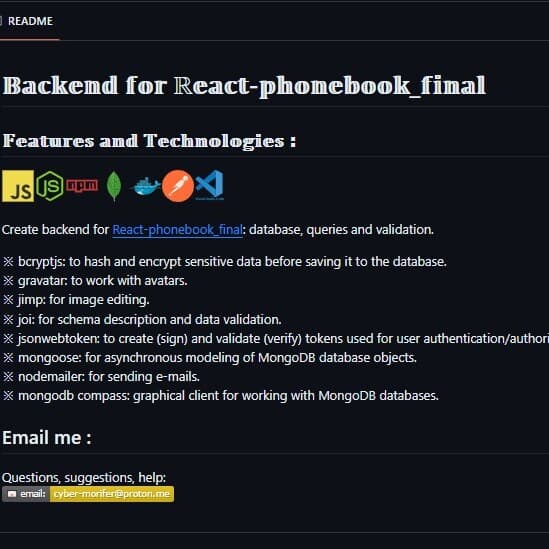 README
𝔹ackend for ℝeact-phonebook_final
Features and Technologies :
JS JS npm
Create backend for React-phonebook_final: database, queries and validation.
※ bcryptjs: to hash and encrypt sensitive data before saving it to the database.
※ gravatar: to work with avatars.
※ jimp: for image editing.
※ joi: for schema description and data validation.
※ jsonwebtoken: to create (sign) and validate (verify) tokens used for user authentication/authori
※ mongoose: for asynchronous modeling of MongoDB database objects.
※ nodemailer: for sending e-mails.
※ mongodb compass: graphical client for working with MongoDB databases.
Email me :
Questions, suggestions, help:
email: cyber-morifer@proton.me